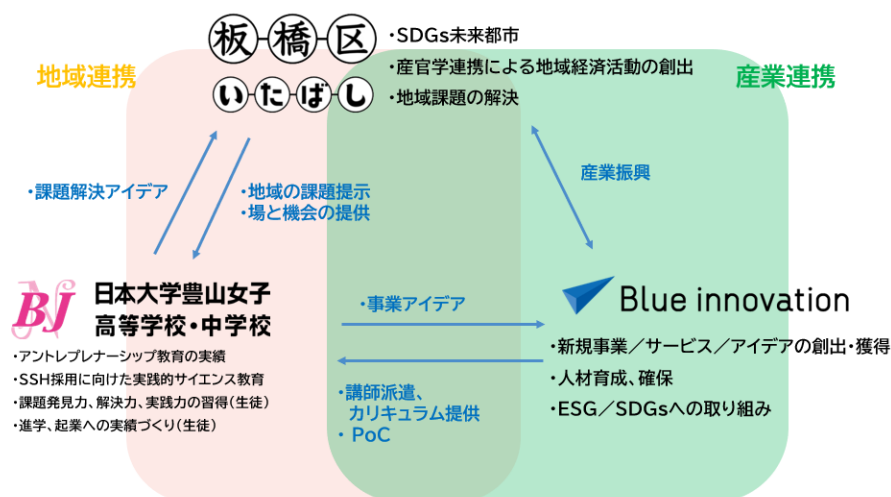 板橋区
いたばし
・SDGs未来都市
・産官学連携による地域経済活動の創出
・地域課題の解決
地域連携
産業連携
・課題解決アイデア
・地域の課題提示
・場と機会の提供
産業振興
BJ
日本大学豊山女子
高等学校・中学校
・アントレプレナーシップ教育の実績
・SSH採用に向けた実践的サイエンス教育
・課題発見力、解決力、実践力の習得(生徒)
・進学、起業への実績づくり(生徒)
・事業アイデア
・講師派遣、
カリキュラム提供
・PoC
Blue innovation
・新規事業／サービス／アイデアの創出・獲得
・人材育成、確保
・ESG／SDGsへの取り組み